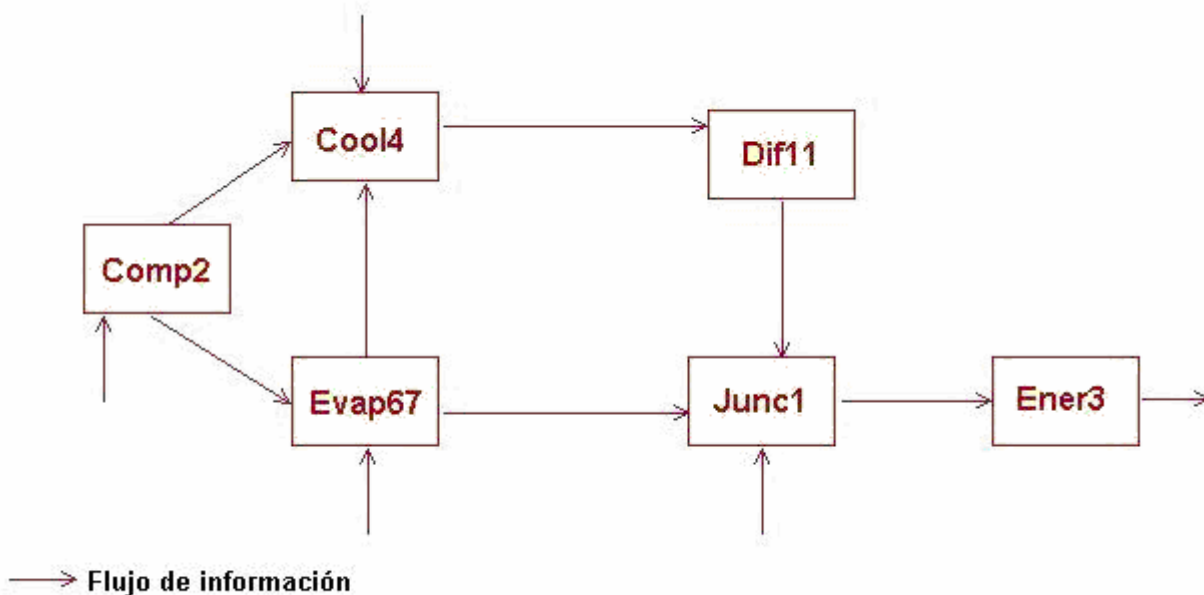 Cool4
Dif11
Comp2
Evap67
Junc1
Ener3
Flujo de información